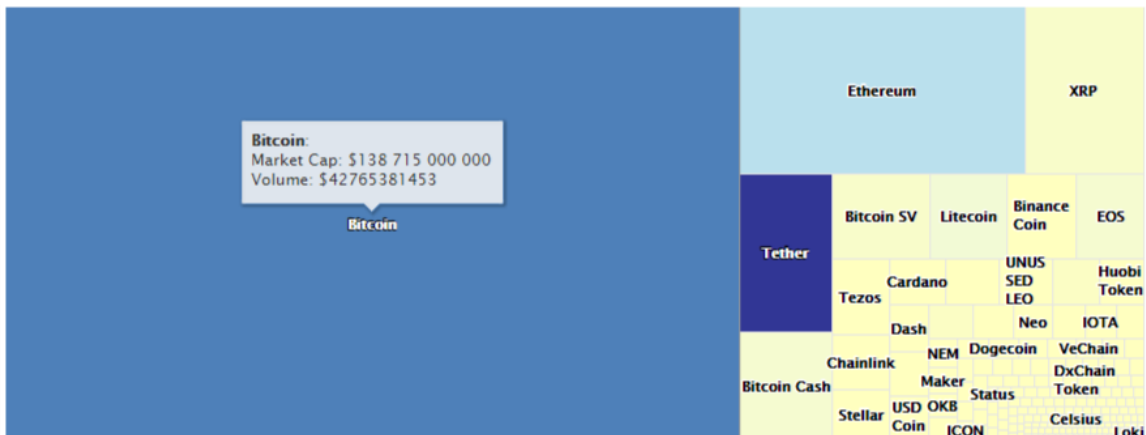 Bitcoin:
Market Cap: $138 715 000 000
Volume: $42765381453
Bitcoin
Ethereum
XRP
Tether
Bitcoin SV
Litecoin
Binance
Coin
EOS
Tezos
Cardano
UNUS
SED
LEO
Huobi
Token
Dash
Neo
IOTA
Bitcoin Cash
Chainlink
NEM
Dogecoin
VeChain
Maker
DxChain
Token
Status
Stellar
USD
Coin
OKB
ICON
Celsius
Loki